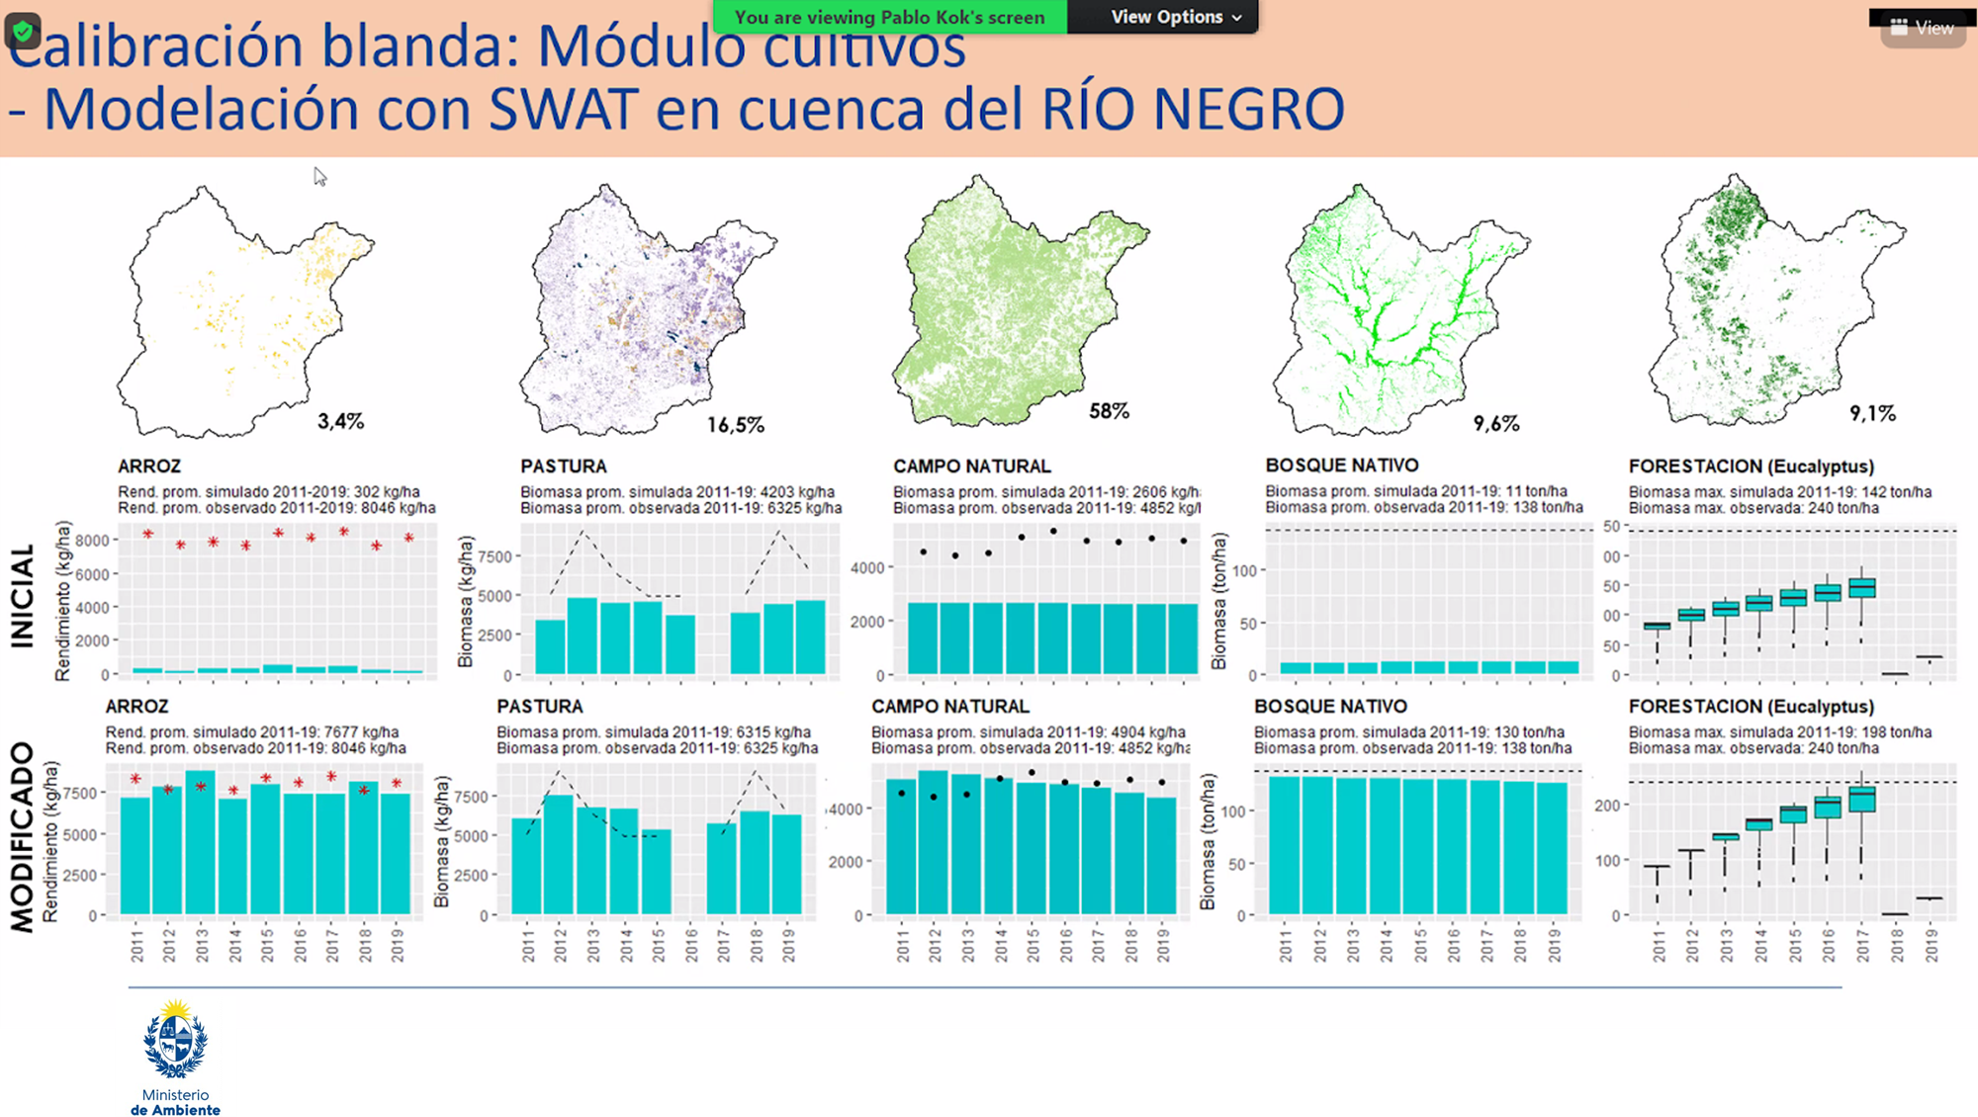 You are viewing Pablo Kok's screen
View Options
View
Calibración blanda: Módulo cultivos
- Modelación con SWAT en cuenca del RÍO NEGRO
3,4%
16,5%
58%
9,6%
9,1%
INICIAL
ARROZ
Rend. prom. simulado 2011-2019: 302 kg/ha
Rend. prom. observado 2011-2019: 8046 kg/ha
Rendimiento (kg/ha)
8000
6000
4000
2000
0
PASTURA
Biomasa prom. simulada 2011-19: 4203 kg/ha
Biomasa prom. observada 2011-19: 6325 kg/ha
Biomasa (kg/ha)
7500
5000
2500
0
CAMPO NATURAL
Biomasa prom. simulada 2011-19: 2606 kg/h
Biomasa prom. observada 2011-19: 4852 kg/
4000
2000
0
BOSQUE NATIVO
Biomasa prom. simulada 2011-19: 11 ton/ha
Biomasa prom. observada 2011-19: 138 ton/ha
Biomasa (ton/ha)
100
50
0
FORESTACION (Eucalyptus)
Biomasa max. simulada 2011-19: 142 ton/ha
Biomasa max. observada: 240 ton/ha
50
00
50
00
50
0
MODIFICADO
ARROZ
Rend. prom. simulado 2011-19: 7677 kg/ha
Rend. prom. observado 2011-19: 8046 kg/ha
Rendimiento (kg/ha)
7500
5000
2500
0
2011 2012 2013 2014 2015 2016 2017 2018 2019
PASTURA
Biomasa prom. simulada 2011-19: 6315 kg/ha
Biomasa prom. observada 2011-19: 6325 kg/ha
Biomasa (kg/ha)
7500
5000
2500
0
2011 2012 2013 2014 2015 2016 2017 2018 2019
CAMPO NATURAL
Biomasa prom. simulada 2011-19: 4904 kg/ha
Biomasa prom. observada 2011-19: 4852 kg/ha
4000
2000
0
2011 2012 2013 2014 2015 2016 2017 2018 2019
BOSQUE NATIVO
Biomasa prom. simulada 2011-19: 130 ton/ha
Biomasa prom. observada 2011-19: 138 ton/ha
Biomasa (ton/ha)
100
50
0
2011 2012 2013 2014 2015 2016 2017 2018 2019
FORESTACION (Eucalyptus)
Biomasa max. simulada 2011-19: 198 ton/ha
Biomasa max. observada: 240 ton/ha
200
100
0
2011 2012 2013 2014 2015 2016 2017 2018 2019
Ministerio
de Ambiente